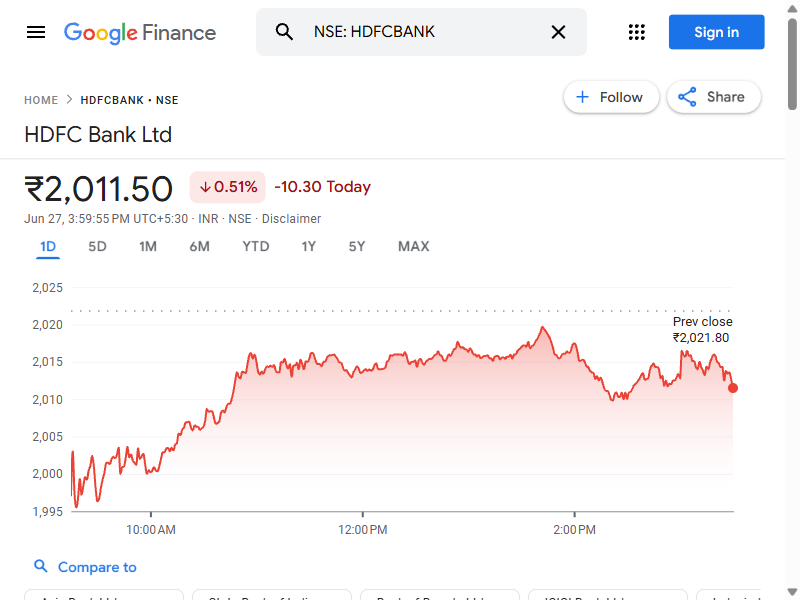 Google Finance
NSE: HDFCBANK
Sign in
HOME > HDFCBANK • NSE
Follow
Share
HDFC Bank Ltd
₹2,011.50
↓0.51%
-10.30 Today
Jun 27, 3:59:55 PM UTC+5:30 · INR · NSE · Disclaimer
1D 5D 1M 6M YTD 1Y 5Y MAX
2,025
2,020
2,015
2,010
2,005
2,000
1,995
Prev close
₹2,021.80
10:00 AM 12:00 PM 2:00 PM
Compare to